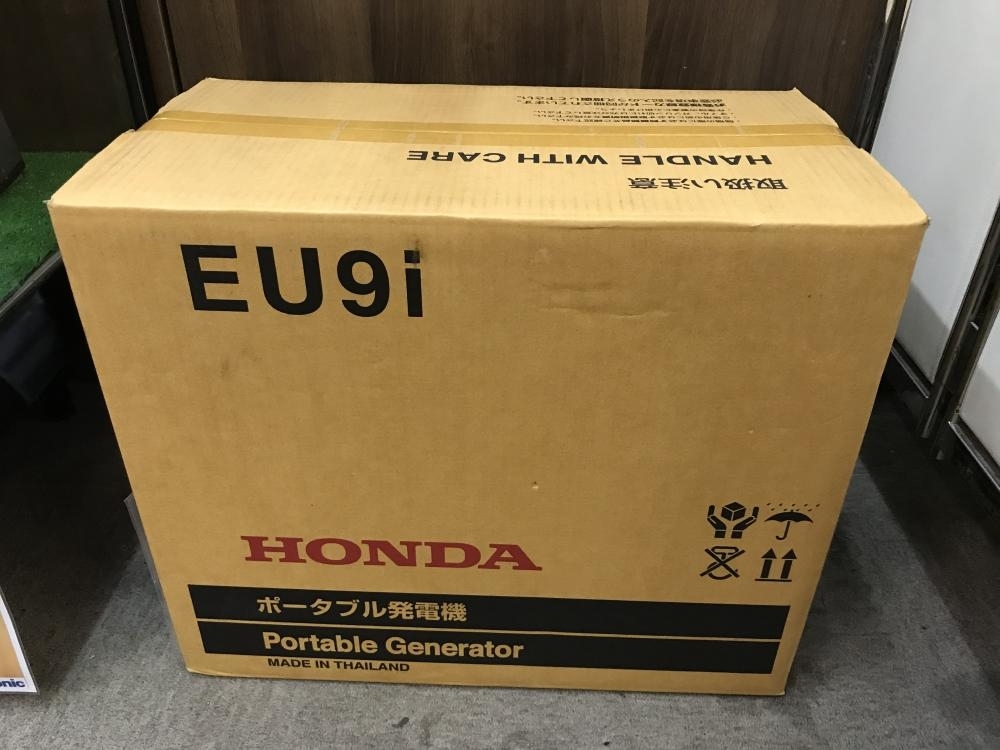 取扱い注意
HANDLE WITH CARE
EU9i
HONDA
ポータブル発電機
Portable Generator
MADE IN THAILAND
nic